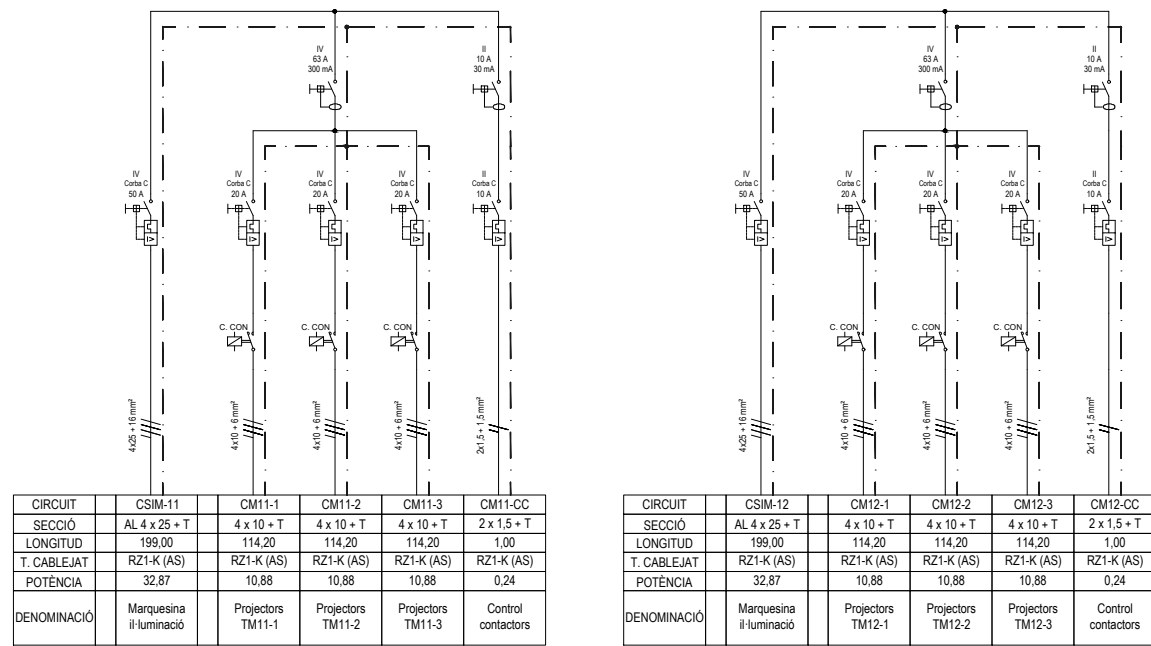 IV
63 A
300 mA
II
10 A
30 mA
IV
Corba C
50 A
IV
Corba C
20 A
IV
Corba C
20 A
IV
Corba C
20 A
II
Corba C
10 A
I>
I>
I>
I>
I>
C. CON
C. CON
C. CON
4x25 + 16 mm²
4x10 + 6 mm²
4x10 + 6 mm²
4x10 + 6 mm²
2x1,5 + 1,5 mm²
CIRCUIT CSIM-11 CM11-1 CM11-2 CM11-3 CM11-CC
SECCIÓ AL 4 x 25 + T 4 x 10 + T 4 x 10 + T 4 x 10 + T 2 x 1,5 + T
LONGITUD 199,00 114,20 114,20 114,20 1,00
T. CABLEJAT RZ1-K (AS) RZ1-K (AS) RZ1-K (AS) RZ1-K (AS) RZ1-K (AS)
POTÈNCIA 32,87 10,88 10,88 10,88 0,24
DENOMINACIÓ Marquesina Projectors Projectors Projectors Control
il·luminació TM11-1 TM11-2 TM11-3 contactors
IV
63 A
300 mA
II
10 A
30 mA
IV
Corba C
50 A
IV
Corba C
20 A
IV
Corba C
20 A
IV
Corba C
20 A
II
Corba C
10 A
I>
I>
I>
I>
I>
C. CON
C. CON
C. CON
4x25 + 16 mm²
4x10 + 6 mm²
4x10 + 6 mm²
4x10 + 6 mm²
2x1,5 + 1,5 mm²
CIRCUIT CSIM-12 CM12-1 CM12-2 CM12-3 CM12-CC
SECCIÓ AL 4 x 25 + T 4 x 10 + T 4 x 10 + T 4 x 10 + T 2 x 1,5 + T
LONGITUD 199,00 114,20 114,20 114,20 1,00
T. CABLEJAT RZ1-K (AS) RZ1-K (AS) RZ1-K (AS) RZ1-K (AS) RZ1-K (AS)
POTÈNCIA 32,87 10,88 10,88 10,88 0,24
DENOMINACIÓ Marquesina Projectors Projectors Projectors Control
il·luminació TM12-1 TM12-2 TM12-3 contactors